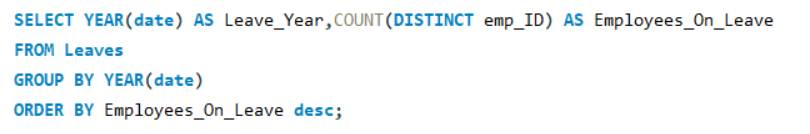 SELECT YEAR(date) AS Leave_Year,COUNT(DISTINCT emp_ID) AS Employees_On_Leave
FROM Leaves
GROUP BY YEAR(date)
ORDER BY Employees_On_Leave desc;